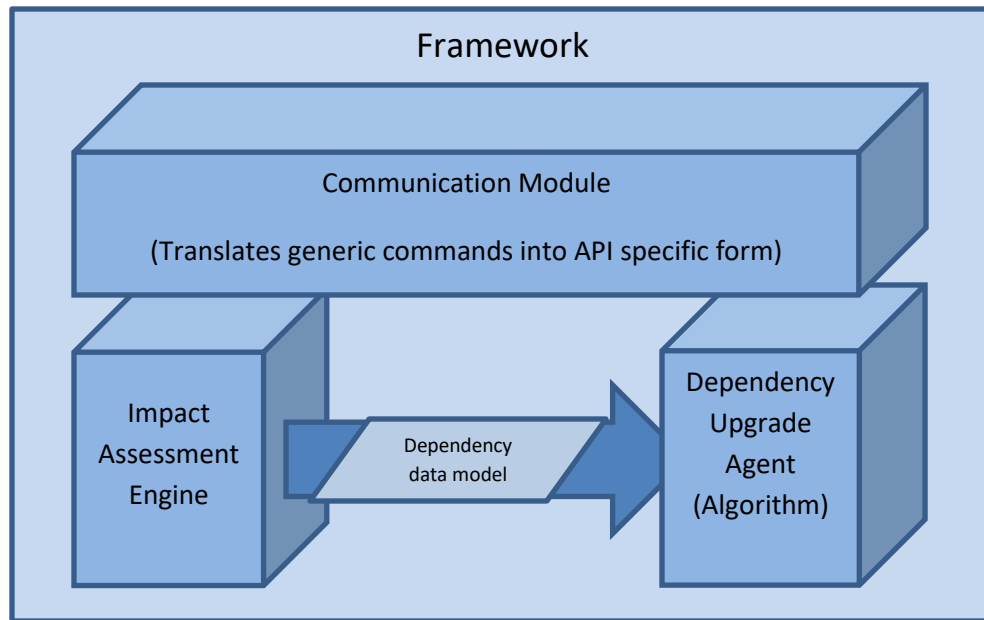 Framework
Communication Module
(Translates generic commands into API specific form)
Impact
Assessment
Engine
Dependency
data model
Dependency
Upgrade
Agent
(Algorithm)